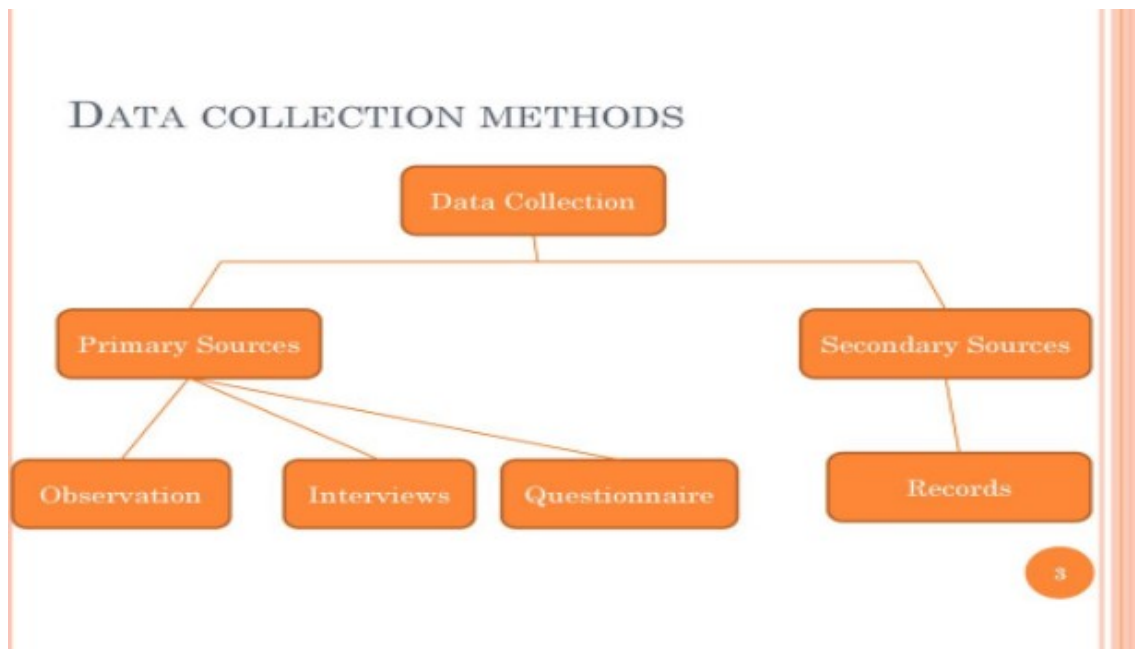 DATA COLLECTION METHODS
Data Collection
Primary Sources
Secondary Sources
Observation
Interviews
Questionnaire
Records
3